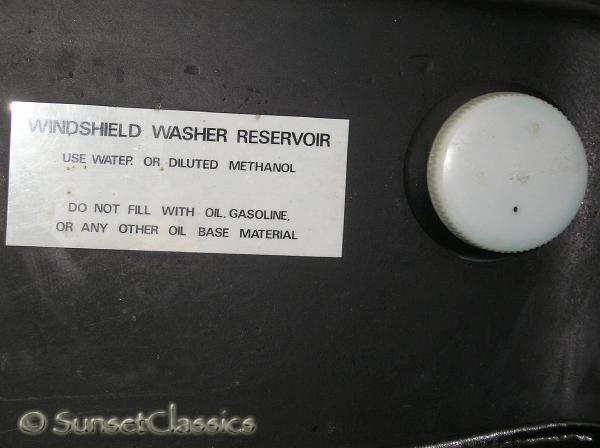 WINDSHIELD WASHER RESERVOIR
USE WATER OR DILUTED METHANOL
DO NOT FILL WITH OIL, GASOLINE,
OR ANY OTHER OIL BASE MATERIAL
© SunsetClassics